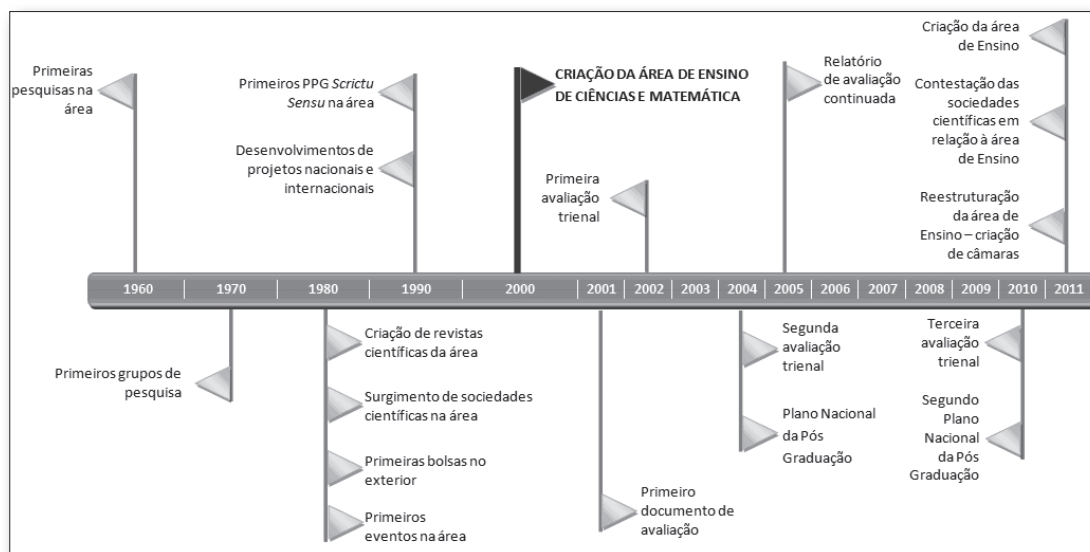 Primeiras
pesquisas na
área
Primeiros PPG Scrictu
Sensu na área
Desenvolvimentos de
projetos nacionais e
internacionais
CRIAÇÃO DA ÁREA DE ENSINO
DE CIÊNCIAS E MATEMÁTICA
Primeira
avaliação
trienal
Relatório
de avaliação
continuada
Criação da área
de Ensino
Contestação das
sociedades
científicas em
relação à área
de Ensino
Reestruturação
da área de
Ensino – criação
de câmaras
1960
1970
1980
1990
2000
2001
2002
2003
2004
2005
2006
2007
2008
2009
2010
2011
Primeiros grupos de
pesquisa
Criação de revistas
científicas da área
Surgimento de sociedades
científicas na área
Primeiras bolsas no
exterior
Primeiros
eventos na área
Primeiro
documento de
avaliação
Segunda
avaliação
trienal
Plano Nacional
da Pós
Graduação
Terceira
avaliação
trienal
Segundo
Plano
Nacional
da Pós
Graduação